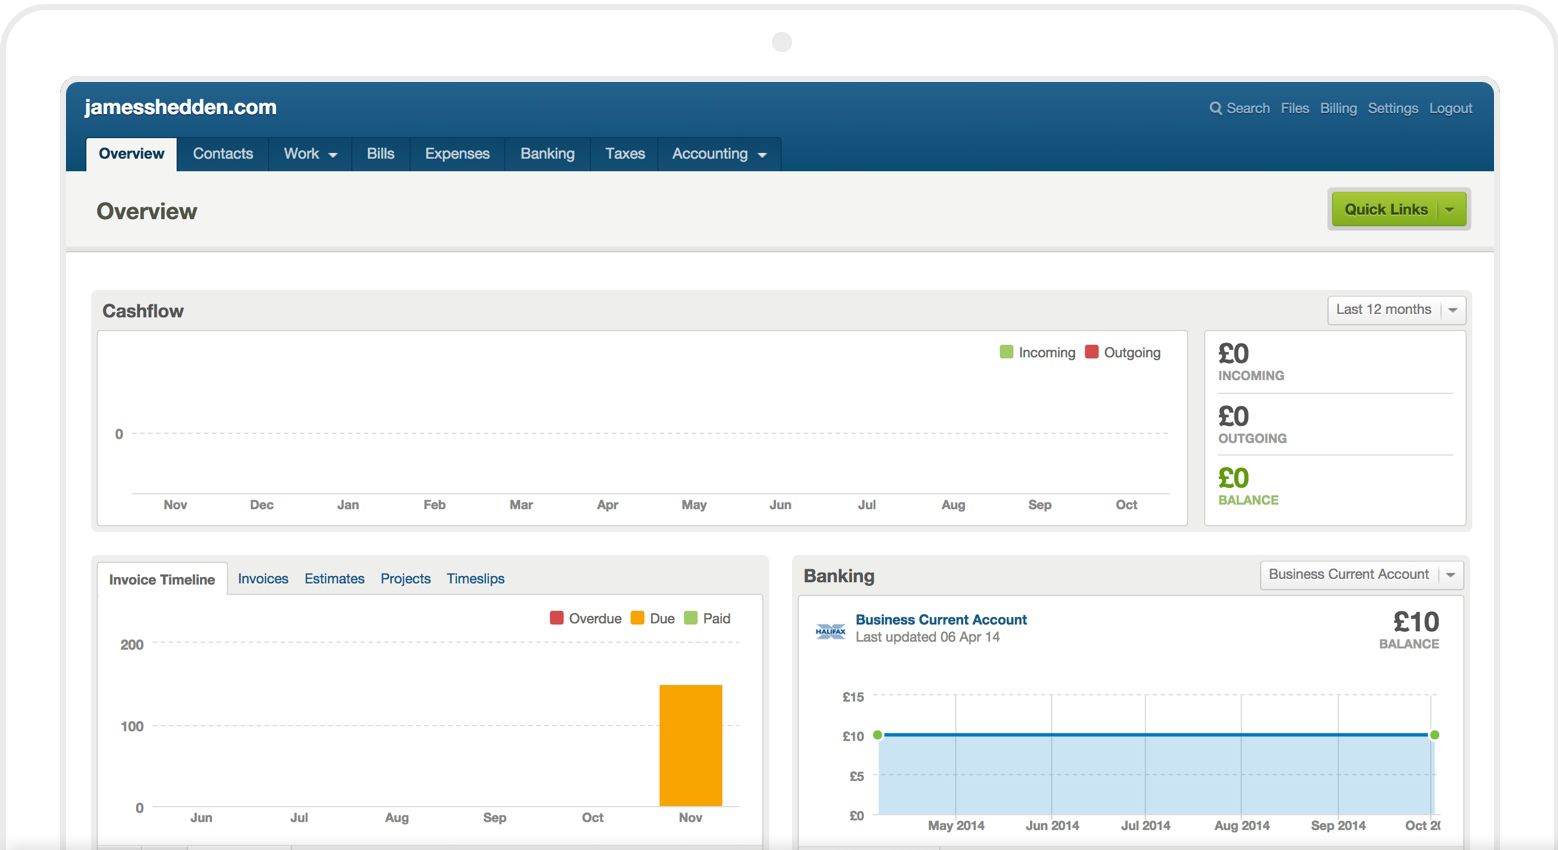 jamesshedden.com
Search Files Billing Settings Logout
Overview Contacts Work Bills Expenses Banking Taxes Accounting
Overview
Quick Links
Cashflow
Last 12 months
Incoming Outgoing
0
Nov Dec Jan Feb Mar Apr May Jun Jul Aug Sep Oct
£0
INCOMING
£0
OUTGOING
£0
BALANCE
Invoice Timeline Invoices Estimates Projects Timeslips
Overdue Due Paid
200
100
0
Jun Jul Aug Sep Oct Nov
Banking
Business Current Account
HALIFAX
Business Current Account
Last updated 06 Apr 14
£10
BALANCE
£15
£10
£5
£0
May 2014 Jun 2014 Jul 2014 Aug 2014 Sep 2014 Oct